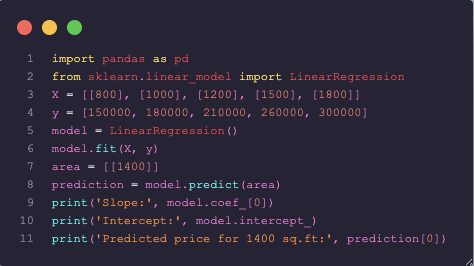 1 import pandas as pd
2 from sklearn.linear_model import LinearRegression
3 X = [[800], [1000], [1200], [1500], [1800]]
4 y = [150000, 180000, 210000, 260000, 300000]
5 model = LinearRegression()
6 model.fit(X, y)
7 area = [[1400]]
8 prediction = model.predict(area)
9 print('Slope:', model.coef_[0])
10 print('Intercept:', model.intercept_)
11 print('Predicted price for 1400 sq.ft:', prediction[0])